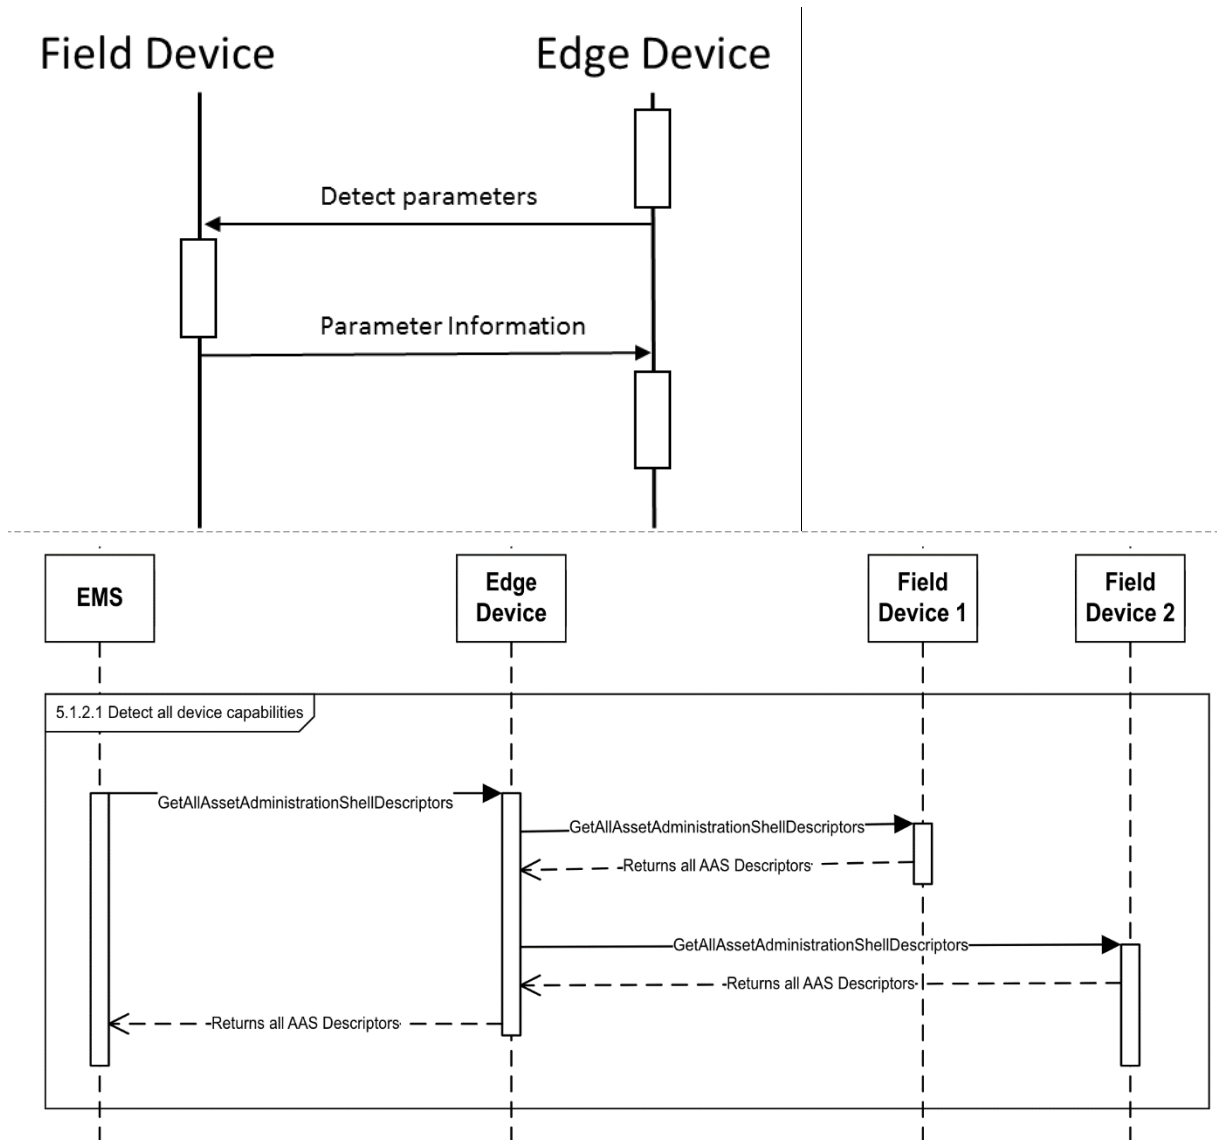 Field Device
Edge Device
Detect parameters
Parameter Information
EMS
Edge
Device
Field
Device 1
Field
Device 2
5.1.2.1 Detect all device capabilities
GetAllAssetAdministrationShellDescriptors
GetAllAssetAdministrationShellDescriptors
Returns all AAS Descriptors
GetAllAssetAdministrationShellDescriptors
Returns all AAS Descriptors
Returns all AAS Descriptors